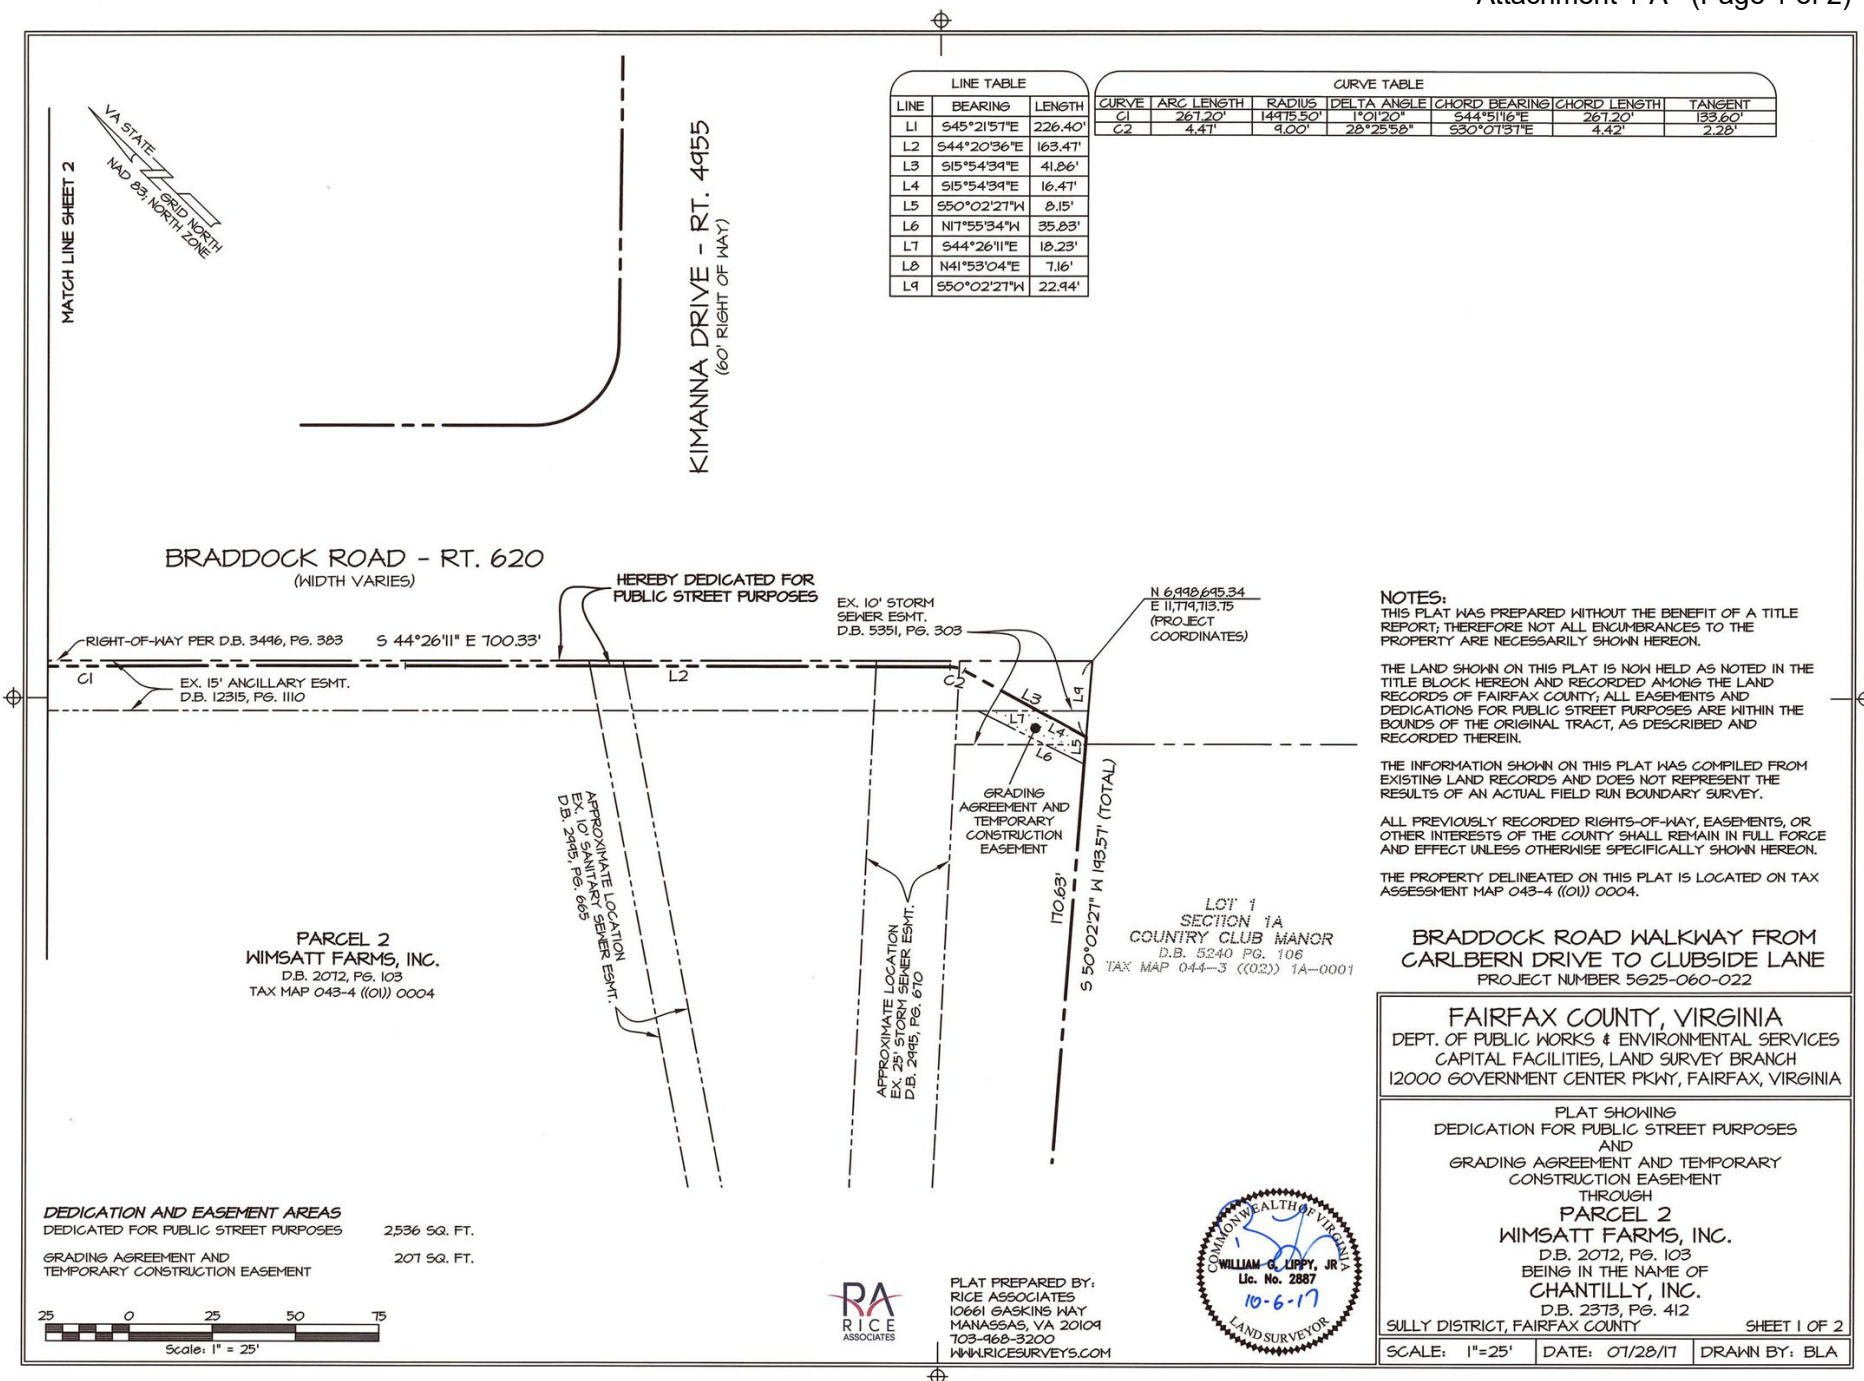 Attachment 1-A (Page 1 of 2)
MATCH LINE SHEET 2
VA STATE
GRID NORTH
NAD 83, NORTH ZONE
KIMANNA DRIVE - RT. 4955
(60' RIGHT OF WAY)
LINE TABLE
LINE BEARING LENGTH
L1 S45°21'57"E 226.40'
L2 S44°20'36"E 163.47'
L3 S15°54'39"E 41.86'
L4 S15°54'39"E 16.47'
L5 S50°02'27"W 8.15'
L6 N17°55'34"W 35.83'
L7 S44°26'11"E 18.23'
L8 N41°53'04"E 7.16'
L9 S50°02'27"W 22.94'
CURVE TABLE
CURVE ARC LENGTH RADIUS DELTA ANGLE CHORD BEARING CHORD LENGTH TANGENT
C1 267.20' 14975.50' 1°01'20" S44°51'16"E 267.20' 133.60'
C2 4.47' 9.00' 28°25'58" S30°07'37"E 4.42' 2.28'
BRADDOCK ROAD - RT. 620
(WIDTH VARIES)
HEREBY DEDICATED FOR
PUBLIC STREET PURPOSES
EX. 10' STORM
SEWER ESMT.
D.B. 5351, PG. 303
N 6,998,695.34
E 11,779,713.75
(PROJECT
COORDINATES)
RIGHT-OF-WAY PER D.B. 3496, PG. 383
S 44°26'11" E 700.33'
C1
EX. 15' ANCILLARY ESMT.
D.B. 12315, PG. 1110
L2
C2
L3
L9
L7
L4
L5
L6
GRADING
AGREEMENT AND
TEMPORARY
CONSTRUCTION
EASEMENT
APPROXIMATE LOCATION
EX. 10' SANITARY SEWER ESMT.
D.B. 2995, PG. 665
APPROXIMATE LOCATION
EX. 25' STORM SEWER ESMT.
D.B. 2995, PG. 670
170.63'
S 50°02'27" W 193.57' (TOTAL)
PARCEL 2
WIMSATT FARMS, INC.
D.B. 2072, PG. 103
TAX MAP 043-4 ((01)) 0004
LOT 1
SECTION 1A
COUNTRY CLUB MANOR
D.B. 5240 PG. 106
TAX MAP 044-3 ((02)) 1A-0001
NOTES:
THIS PLAT WAS PREPARED WITHOUT THE BENEFIT OF A TITLE
REPORT; THEREFORE NOT ALL ENCUMBRANCES TO THE
PROPERTY ARE NECESSARILY SHOWN HEREON.
THE LAND SHOWN ON THIS PLAT IS NOW HELD AS NOTED IN THE
TITLE BLOCK HEREON AND RECORDED AMONG THE LAND
RECORDS OF FAIRFAX COUNTY; ALL EASEMENTS AND
DEDICATIONS FOR PUBLIC STREET PURPOSES ARE WITHIN THE
BOUNDS OF THE ORIGINAL TRACT, AS DESCRIBED AND
RECORDED THEREIN.
THE INFORMATION SHOWN ON THIS PLAT WAS COMPILED FROM
EXISTING LAND RECORDS AND DOES NOT REPRESENT THE
RESULTS OF AN ACTUAL FIELD RUN BOUNDARY SURVEY.
ALL PREVIOUSLY RECORDED RIGHTS-OF-WAY, EASEMENTS, OR
OTHER INTERESTS OF THE COUNTY SHALL REMAIN IN FULL FORCE
AND EFFECT UNLESS OTHERWISE SPECIFICALLY SHOWN HEREON.
THE PROPERTY DELINEATED ON THIS PLAT IS LOCATED ON TAX
ASSESSMENT MAP 043-4 ((01)) 0004.
BRADDOCK ROAD WALKWAY FROM
CARLBERN DRIVE TO CLUBSIDE LANE
PROJECT NUMBER 5G25-060-022
FAIRFAX COUNTY, VIRGINIA
DEPT. OF PUBLIC WORKS & ENVIRONMENTAL SERVICES
CAPITAL FACILITIES, LAND SURVEY BRANCH
12000 GOVERNMENT CENTER PKWY, FAIRFAX, VIRGINIA
PLAT SHOWING
DEDICATION FOR PUBLIC STREET PURPOSES
AND
GRADING AGREEMENT AND TEMPORARY
CONSTRUCTION EASEMENT
THROUGH
PARCEL 2
WIMSATT FARMS, INC.
D.B. 2072, PG. 103
BEING IN THE NAME OF
CHANTILLY, INC.
D.B. 2373, PG. 412
SULLY DISTRICT, FAIRFAX COUNTY SHEET 1 OF 2
SCALE: 1"=25' DATE: 07/28/17 DRAWN BY: BLA
DEDICATION AND EASEMENT AREAS
DEDICATED FOR PUBLIC STREET PURPOSES 2,536 SQ. FT.
GRADING AGREEMENT AND 207 SQ. FT.
TEMPORARY CONSTRUCTION EASEMENT
25 0 25 50 75
Scale: 1" = 25'
RA
RICE
ASSOCIATES
PLAT PREPARED BY:
RICE ASSOCIATES
10661 GASKINS WAY
MANASSAS, VA 20109
703-968-3200
WWW.RICESURVEYS.COM
COMMONWEALTH OF VIRGINIA
WILLIAM G. LIPPY, JR
Lic. No. 2887
10-6-17
LAND SURVEYOR